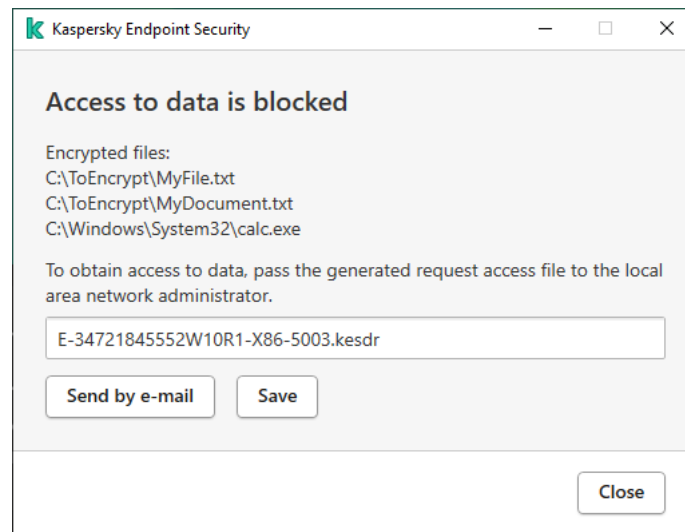 Kaspersky Endpoint Security
Access to data is blocked
Encrypted files:
C:\ToEncrypt\MyFile.txt
C:\ToEncrypt\MyDocument.txt
C:\Windows\System32\calc.exe
To obtain access to data, pass the generated request access file to the local
area network administrator.
E-34721845552W10R1-X86-5003.kesdr
Send by e-mail
Save
Close